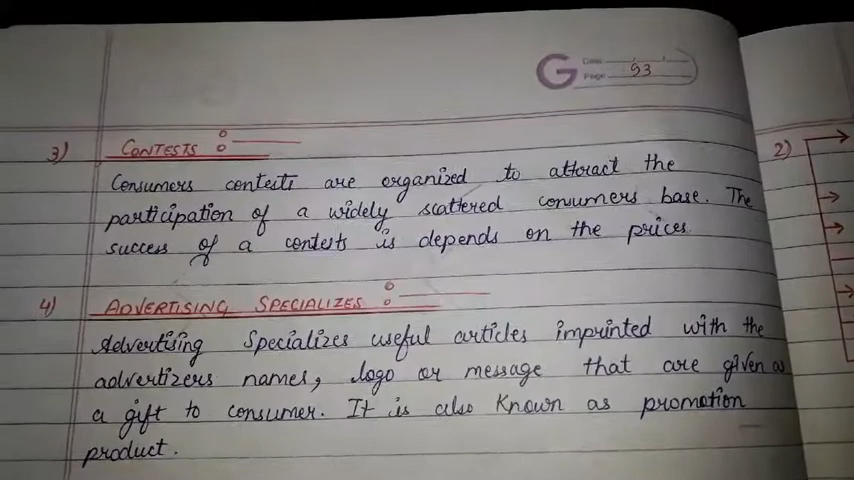 G
Date
Page 93
3) CONTESTS :
Consumers contests are organized to attract the
participation of a widely scattered consumers base. The
success of a contests is depends on the prices
4) ADVERTISING SPECIALIZES :
Advertising Specializes useful articles imprinted with the
advertizers names, logo or message that are given as
a gift to consumer. It is also Known as promotion
product.
2)